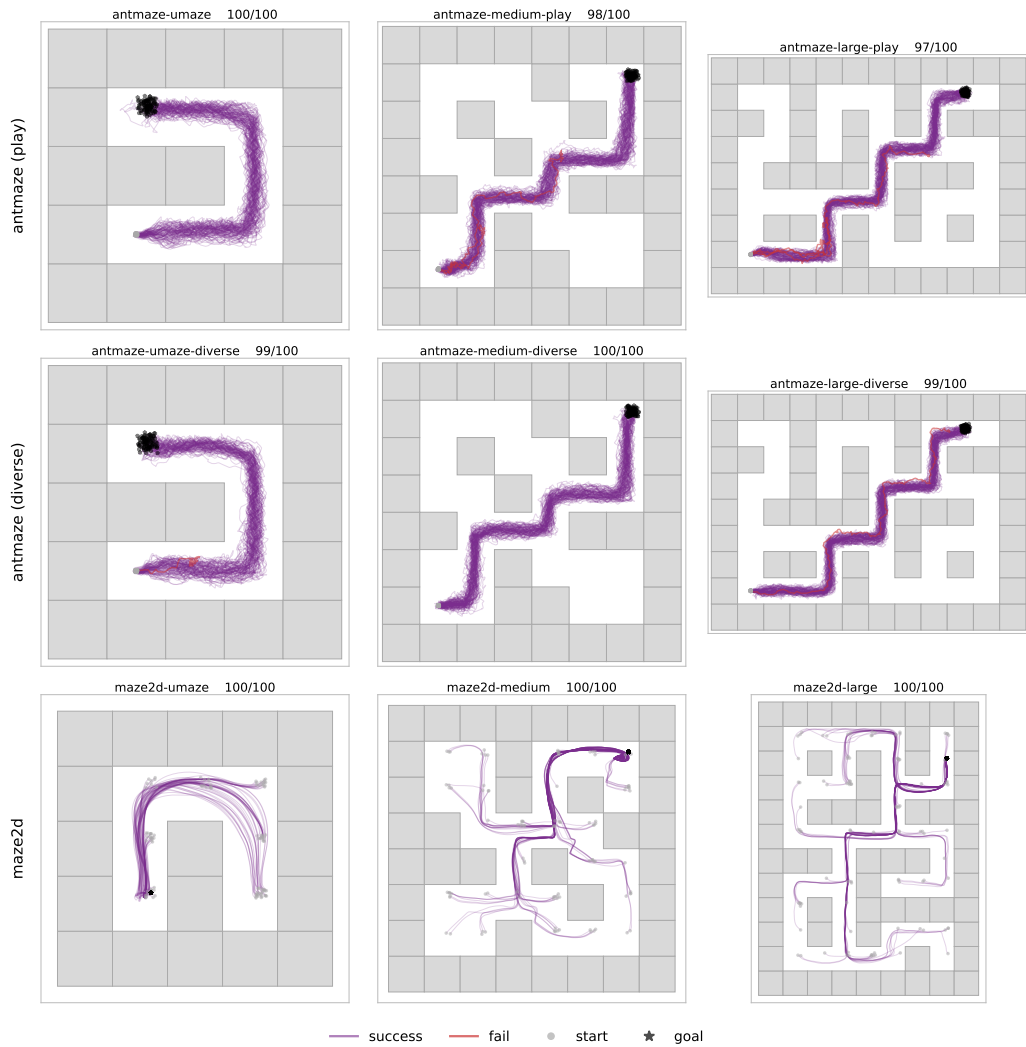 antmaze-umaze 100/100
antmaze-medium-play 98/100
antmaze-large-play 97/100
antmaze (play)
antmaze-umaze-diverse 99/100
antmaze-medium-diverse 100/100
antmaze-large-diverse 99/100
antmaze (diverse)
maze2d-umaze 100/100
maze2d-medium 100/100
maze2d-large 100/100
maze2d
success fail start goal